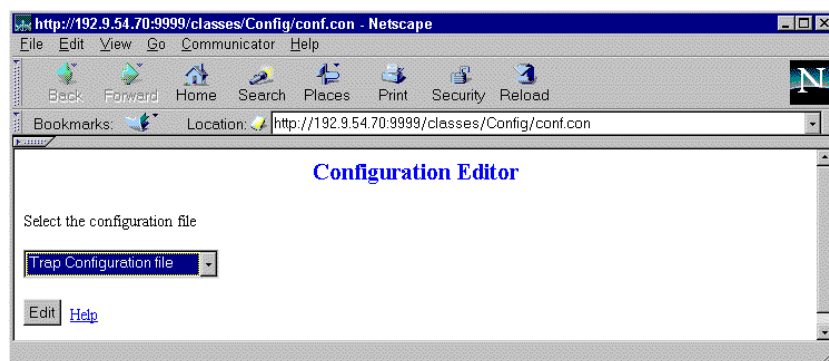 http://192.9.54.70:9999/classes/Config/conf.con - Netscape
File Edit View Go Communicator Help
Back Forward Home Search Places Print Security Reload
N
Bookmarks: Location: http://192.9.54.70:9999/classes/Config/conf.con
Configuration Editor
Select the configuration file
Trap Configuration file
Edit Help